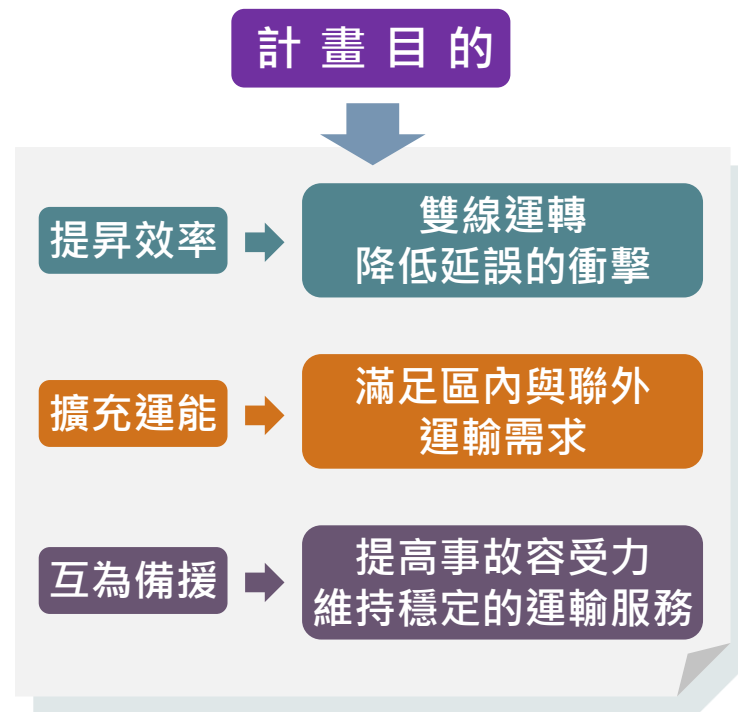 計畫目的
提昇效率
雙線運轉
降低延誤的衝擊
擴充運能
滿足區內與聯外
運輸需求
互為備援
提高事故容受力
維持穩定的運輸服務